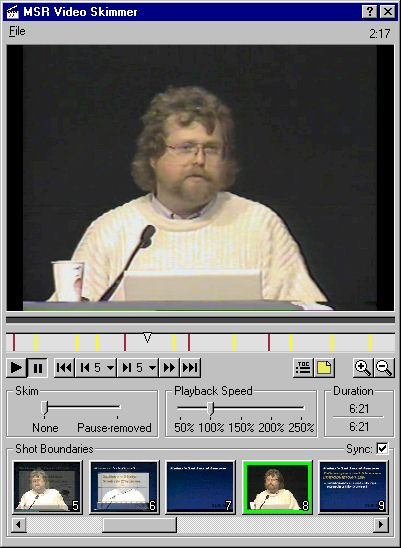 MSR Video Skimmer
File
2:17
5
5
TOC
Skim
Playback Speed
Duration
None
Pause-removed
50% 100% 150% 200% 250%
6:21
6:21
Shot Boundaries
Sync:
5
6
7
8
9